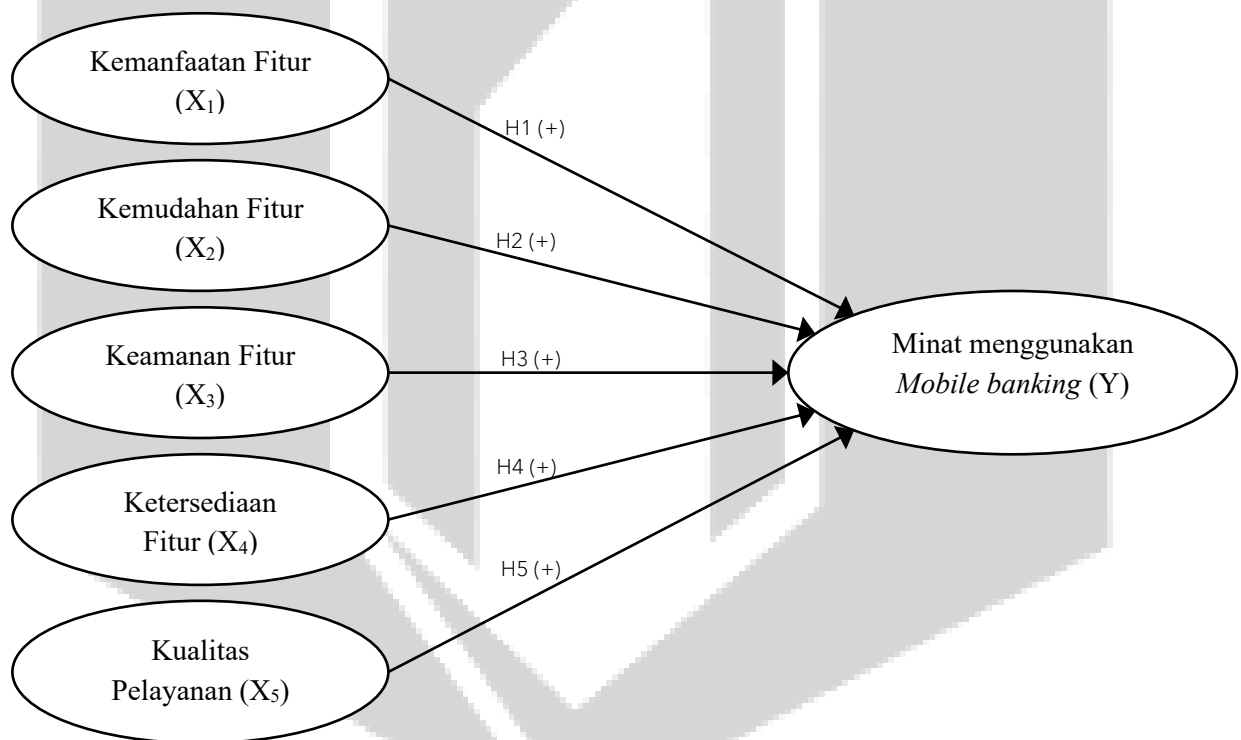 Kemanfaatan Fitur
(X₁)
H1 (+)
Kemudahan Fitur
(X₂)
H2 (+)
Keamanan Fitur
(X₃)
H3 (+)
Minat menggunakan
Mobile banking (Y)
Ketersediaan
Fitur (X₄)
H4 (+)
Kualitas
Pelayanan (X₅)
H5 (+)